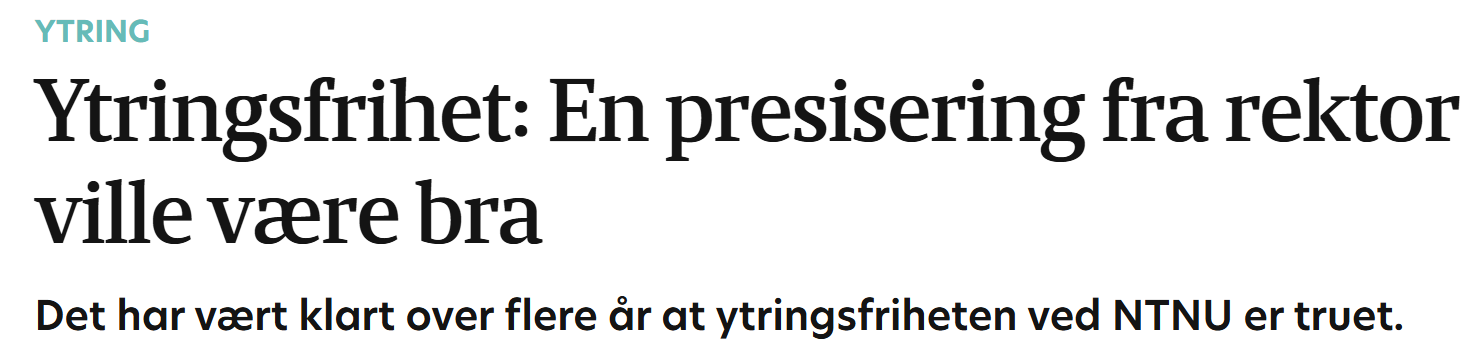 YTRING
Ytringsfrihet: En presisering fra rektor
ville være bra
Det har vært klart over flere år at ytringsfriheten ved NTNU er truet.